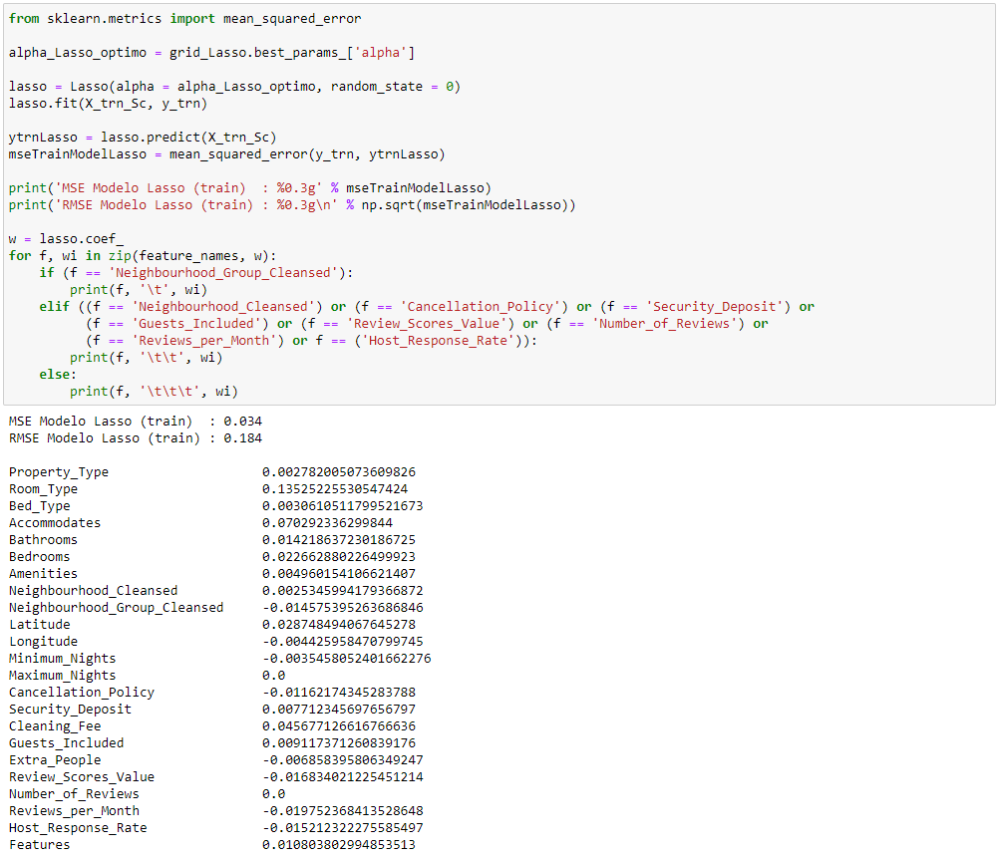 from sklearn.metrics import mean_squared_error
alpha_Lasso_optimo = grid_Lasso.best_params_['alpha']
lasso = Lasso(alpha = alpha_Lasso_optimo, random_state = 0)
lasso.fit(X_trn_Sc, y_trn)
ytrnLasso = lasso.predict(X_trn_Sc)
mseTrainModelLasso = mean_squared_error(y_trn, ytrnLasso)
print('MSE Modelo Lasso (train)  : %0.3g' % mseTrainModelLasso)
print('RMSE Modelo Lasso (train) : %0.3g\n' % np.sqrt(mseTrainModelLasso))
w = lasso.coef_
for f, wi in zip(feature_names, w):
    if (f == 'Neighbourhood_Group_Cleansed'):
        print(f, '\t', wi)
    elif ((f == 'Neighbourhood_Cleansed') or (f == 'Cancellation_Policy') or (f == 'Security_Deposit') or
          (f == 'Guests_Included') or (f == 'Review_Scores_Value') or (f == 'Number_of_Reviews') or
          (f == 'Reviews_per_Month') or f == ('Host_Response_Rate')):
        print(f, '\t\t', wi)
    else:
        print(f, '\t\t\t', wi)
MSE Modelo Lasso (train)  : 0.034
RMSE Modelo Lasso (train) : 0.184
Property_Type 0.002782005073609826
Room_Type 0.13525225530547424
Bed_Type 0.0030610511799521673
Accommodates 0.070292336299844
Bathrooms 0.014218637230186725
Bedrooms 0.022662880226499923
Amenities 0.004960154106621407
Neighbourhood_Cleansed 0.0025345994179366872
Neighbourhood_Group_Cleansed -0.014575395263686846
Latitude 0.028748494067645278
Longitude -0.004425958470799745
Minimum_Nights -0.0035458052401662276
Maximum_Nights 0.0
Cancellation_Policy -0.01162174345283788
Security_Deposit 0.007712345697656797
Cleaning_Fee 0.045677126616766636
Guests_Included 0.009117371260839176
Extra_People -0.006858395806349247
Review_Scores_Value -0.016834021225451214
Number_of_Reviews 0.0
Reviews_per_Month -0.019752368413528648
Host_Response_Rate -0.015212322275585497
Features 0.010803802994853513